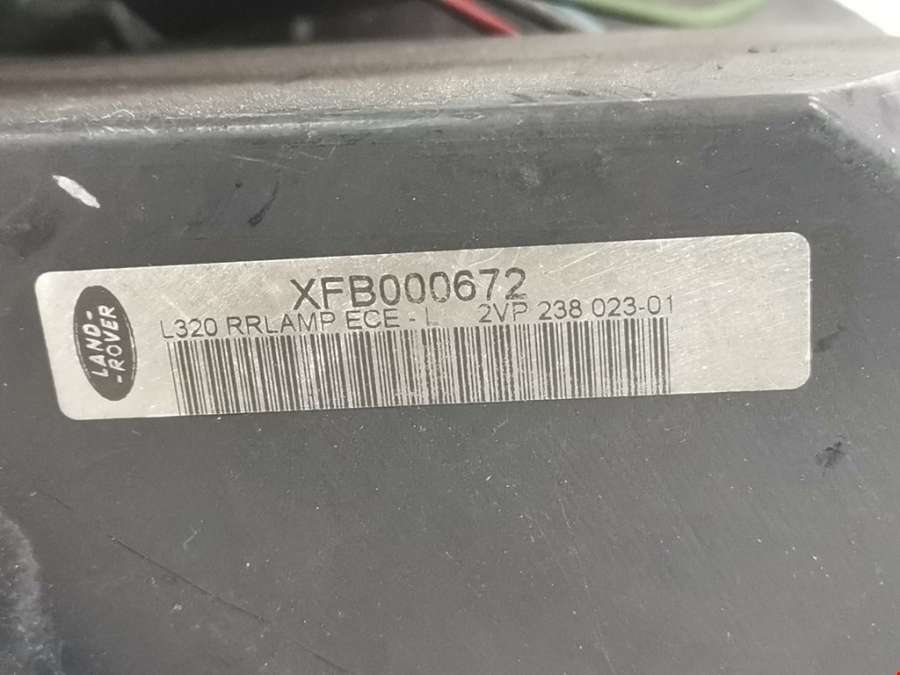 LAND-
-ROVER
XFB000672
L320 RRLAMP ECE - L 2VP 238 023-01